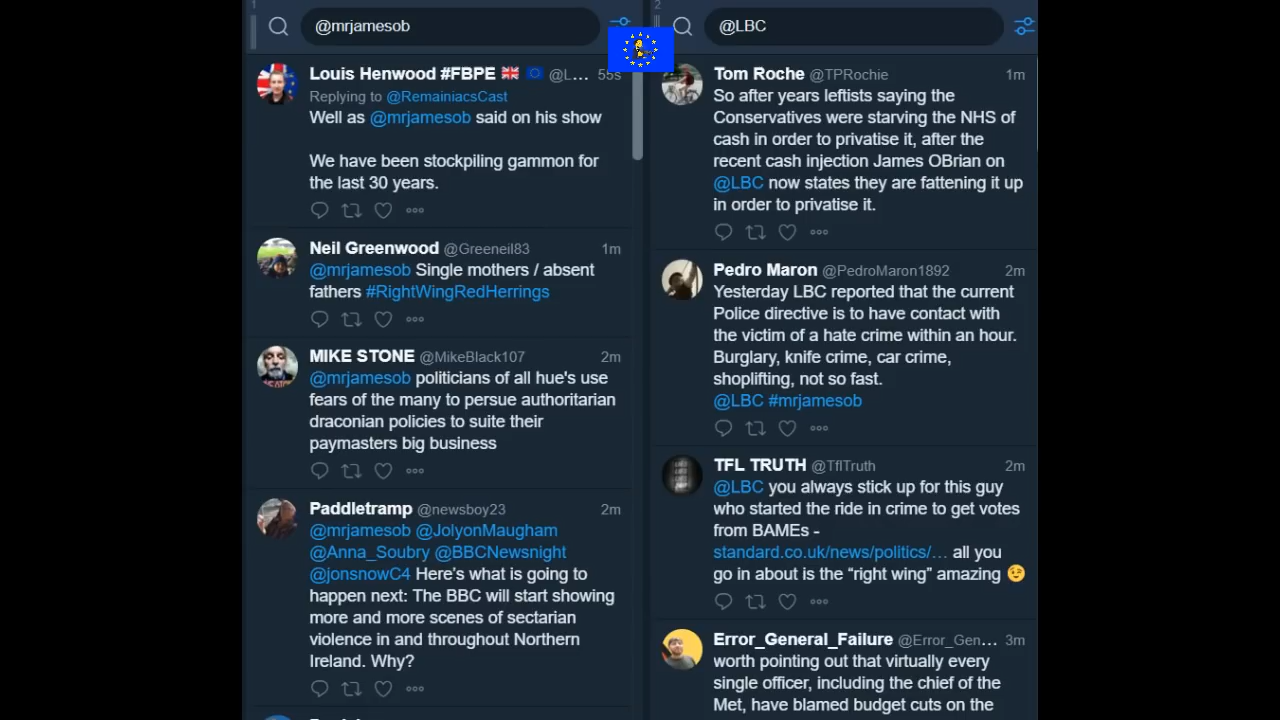 1
@mrjamesob
Louis Henwood #FBPE @L... 55s
Replying to @RemainiacsCast
Well as @mrjamesob said on his show
We have been stockpiling gammon for
the last 30 years.
Neil Greenwood @Greeneil83 1m
@mrjamesob Single mothers / absent
fathers #RightWingRedHerrings
MIKE STONE @MikeBlack107 2m
@mrjamesob politicians of all hue's use
fears of the many to persue authoritarian
draconian policies to suite their
paymasters big business
Paddletramp @newsboy23 2m
@mrjamesob @JolyonMaugham
@Anna_Soubry @BBCNewsnight
@jonsnowC4 Here's what is going to
happen next: The BBC will start showing
more and more scenes of sectarian
violence in and throughout Northern
Ireland. Why?
2
@LBC
Tom Roche @TPRochie 1m
So after years leftists saying the
Conservatives were starving the NHS of
cash in order to privatise it, after the
recent cash injection James OBrian on
@LBC now states they are fattening it up
in order to privatise it.
Pedro Maron @PedroMaron1892 2m
Yesterday LBC reported that the current
Police directive is to have contact with
the victim of a hate crime within an hour.
Burglary, knife crime, car crime,
shoplifting, not so fast.
@LBC #mrjamesob
TFL TRUTH @TflTruth 2m
@LBC you always stick up for this guy
who started the ride in crime to get votes
from BAMEs -
standard.co.uk/news/politics/… all you
go in about is the “right wing” amazing 😉
Error_General_Failure @Error_Gen... 3m
worth pointing out that virtually every
single officer, including the chief of the
Met, have blamed budget cuts on the